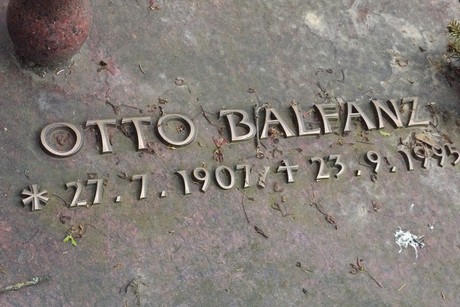 OTTO BALFANZ
* 27. 7. 1907 / + 23. 9. 1995